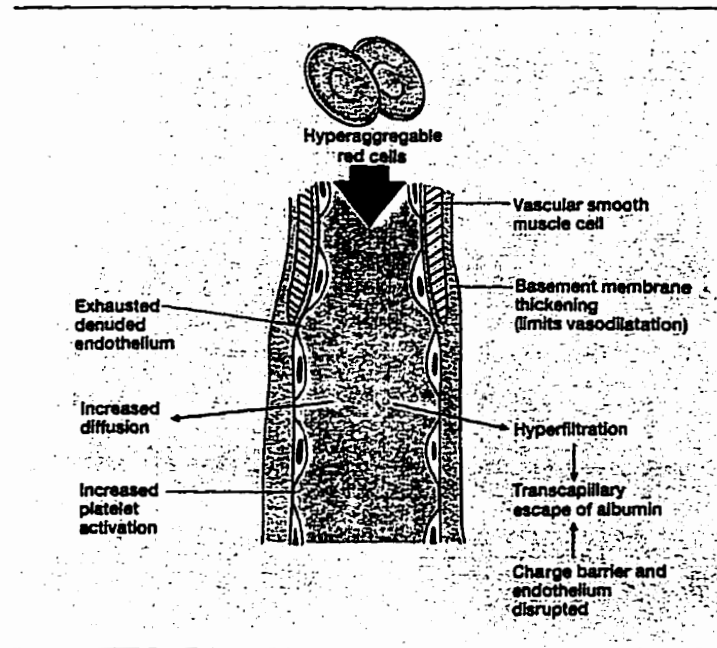 Hyperaggregable
red cells
Vascular smooth
muscle cell
Basement membrane
thickening
(limits vasodilatation)
Exhausted
denuded
endothelium
Increased
diffusion
Hyperfiltration
Increased
platelet
activation
Transcapillary
escape of albumin
Charge barrier and
endothelium
disrupted